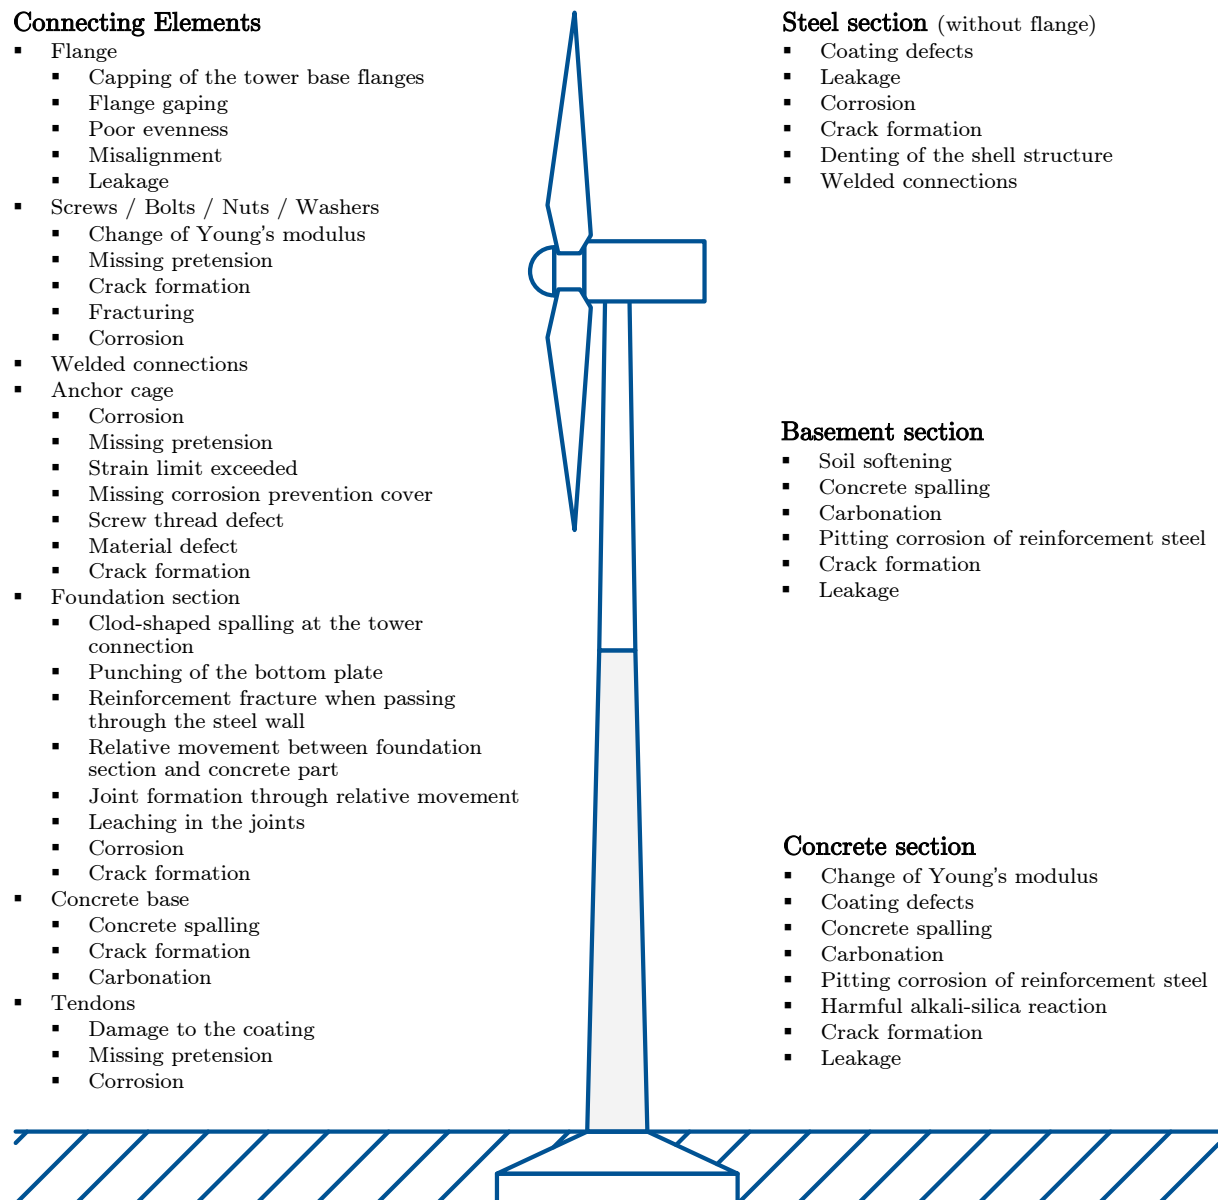 Connecting Elements
▪ Flange
▪ Capping of the tower base flanges
▪ Flange gaping
▪ Poor evenness
▪ Misalignment
▪ Leakage
▪ Screws / Bolts / Nuts / Washers
▪ Change of Young's modulus
▪ Missing pretension
▪ Crack formation
▪ Fracturing
▪ Corrosion
▪ Welded connections
▪ Anchor cage
▪ Corrosion
▪ Missing pretension
▪ Strain limit exceeded
▪ Missing corrosion prevention cover
▪ Screw thread defect
▪ Material defect
▪ Crack formation
▪ Foundation section
▪ Clod-shaped spalling at the tower
connection
▪ Punching of the bottom plate
▪ Reinforcement fracture when passing
through the steel wall
▪ Relative movement between foundation
section and concrete part
▪ Joint formation through relative movement
▪ Leaching in the joints
▪ Corrosion
▪ Crack formation
▪ Concrete base
▪ Concrete spalling
▪ Crack formation
▪ Carbonation
▪ Tendons
▪ Damage to the coating
▪ Missing pretension
▪ Corrosion
Steel section (without flange)
▪ Coating defects
▪ Leakage
▪ Corrosion
▪ Crack formation
▪ Denting of the shell structure
▪ Welded connections
Basement section
▪ Soil softening
▪ Concrete spalling
▪ Carbonation
▪ Pitting corrosion of reinforcement steel
▪ Crack formation
▪ Leakage
Concrete section
▪ Change of Young's modulus
▪ Coating defects
▪ Concrete spalling
▪ Carbonation
▪ Pitting corrosion of reinforcement steel
▪ Harmful alkali-silica reaction
▪ Crack formation
▪ Leakage